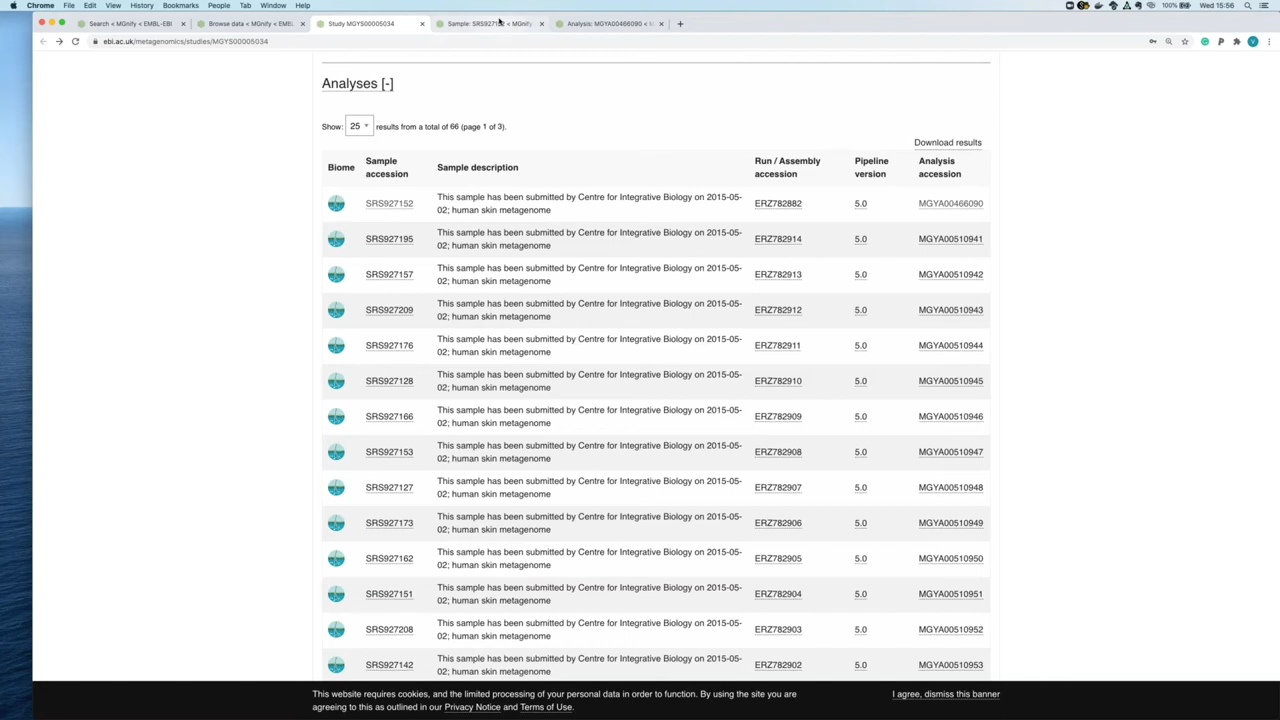 Chrome File Edit View History Bookmarks People Tab Window Help 100% Wed 15:56
Search < MGnify < EMBL-EBI Browse data < MGnify < EMBL Study MGYS00005034 Sample: SRS927152 < MGnify Analysis: MGYA00466090 < M
ebi.ac.uk/metagenomics/studies/MGYS00005034
Analyses [-]
Show: 25 results from a total of 66 (page 1 of 3).
Download results
Biome Sample accession Sample description Run / Assembly accession Pipeline version Analysis accession
SRS927152 This sample has been submitted by Centre for Integrative Biology on 2015-05- ERZ782882 5.0 MGYA00466090
02; human skin metagenome
SRS927195 This sample has been submitted by Centre for Integrative Biology on 2015-05- ERZ782914 5.0 MGYA00510941
02; human skin metagenome
SRS927157 This sample has been submitted by Centre for Integrative Biology on 2015-05- ERZ782913 5.0 MGYA00510942
02; human skin metagenome
SRS927209 This sample has been submitted by Centre for Integrative Biology on 2015-05- ERZ782912 5.0 MGYA00510943
02; human skin metagenome
SRS927176 This sample has been submitted by Centre for Integrative Biology on 2015-05- ERZ782911 5.0 MGYA00510944
02; human skin metagenome
SRS927128 This sample has been submitted by Centre for Integrative Biology on 2015-05- ERZ782910 5.0 MGYA00510945
02; human skin metagenome
SRS927166 This sample has been submitted by Centre for Integrative Biology on 2015-05- ERZ782909 5.0 MGYA00510946
02; human skin metagenome
SRS927153 This sample has been submitted by Centre for Integrative Biology on 2015-05- ERZ782908 5.0 MGYA00510947
02; human skin metagenome
SRS927127 This sample has been submitted by Centre for Integrative Biology on 2015-05- ERZ782907 5.0 MGYA00510948
02; human skin metagenome
SRS927173 This sample has been submitted by Centre for Integrative Biology on 2015-05- ERZ782906 5.0 MGYA00510949
02; human skin metagenome
SRS927162 This sample has been submitted by Centre for Integrative Biology on 2015-05- ERZ782905 5.0 MGYA00510950
02; human skin metagenome
SRS927151 This sample has been submitted by Centre for Integrative Biology on 2015-05- ERZ782904 5.0 MGYA00510951
02; human skin metagenome
SRS927208 This sample has been submitted by Centre for Integrative Biology on 2015-05- ERZ782903 5.0 MGYA00510952
02; human skin metagenome
SRS927142 This sample has been submitted by Centre for Integrative Biology on 2015-05- ERZ782902 5.0 MGYA00510953
02; human skin metagenome
This website requires cookies, and the limited processing of your personal data in order to function. By using the site you are I agree, dismiss this banner
agreeing to this as outlined in our Privacy Notice and Terms of Use.